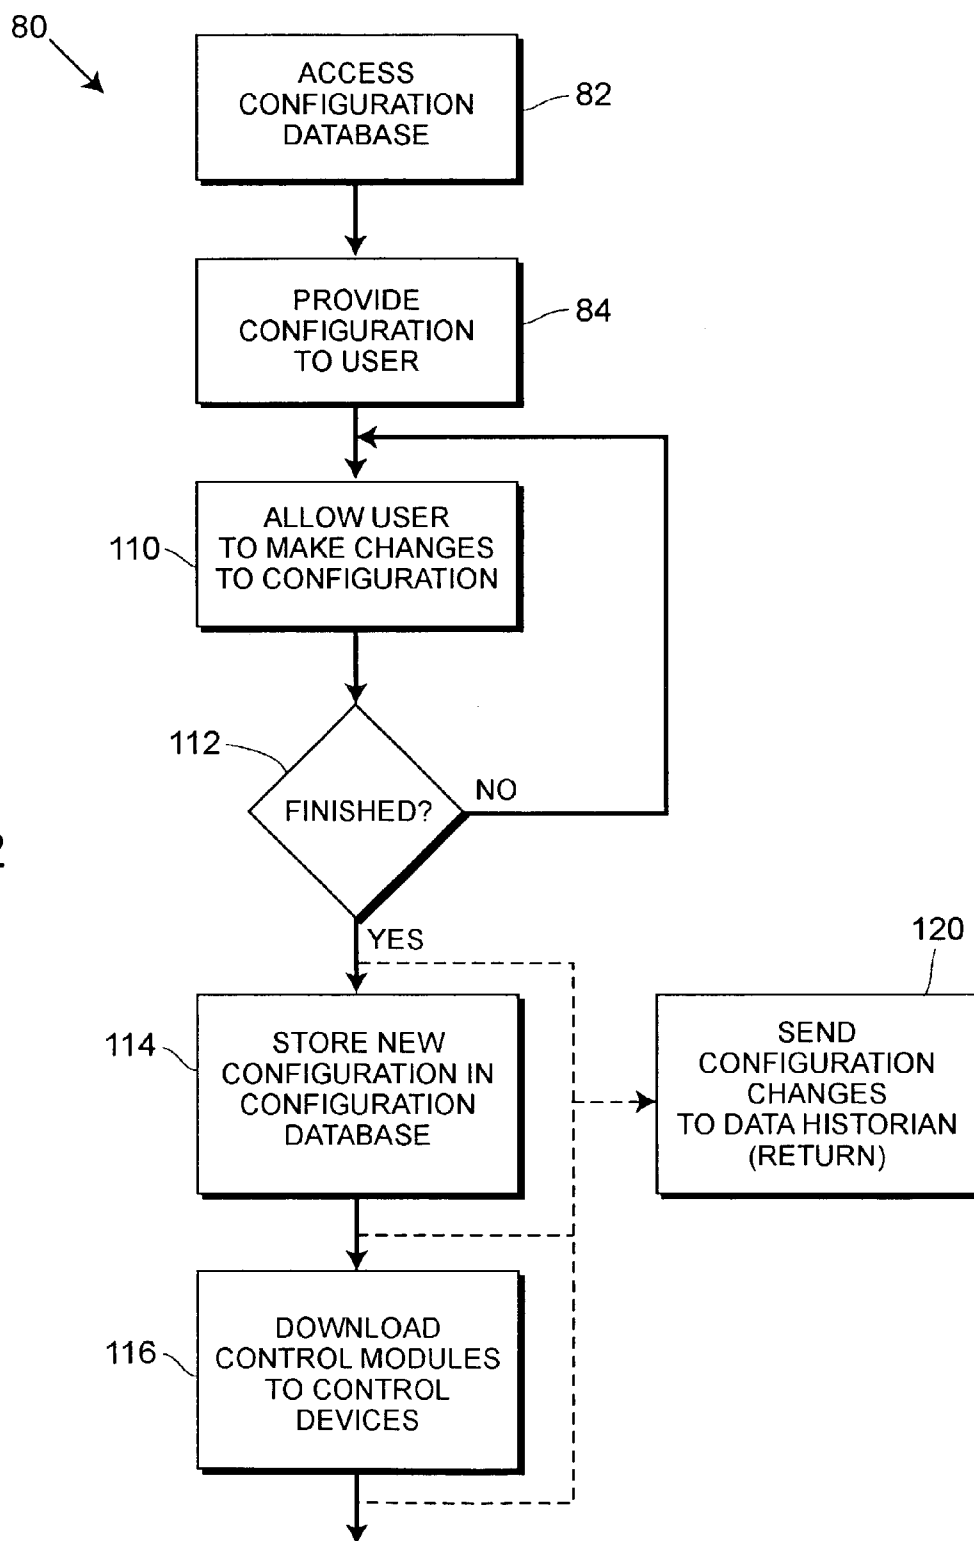 80
ACCESS
CONFIGURATION
DATABASE
82
PROVIDE
CONFIGURATION
TO USER
84
ALLOW USER
TO MAKE CHANGES
TO CONFIGURATION
110
112
FINISHED?
NO
2
YES
120
114
STORE NEW
CONFIGURATION IN
CONFIGURATION
DATABASE
SEND
CONFIGURATION
CHANGES
TO DATA HISTORIAN
(RETURN)
116
DOWNLOAD
CONTROL MODULES
TO CONTROL
DEVICES